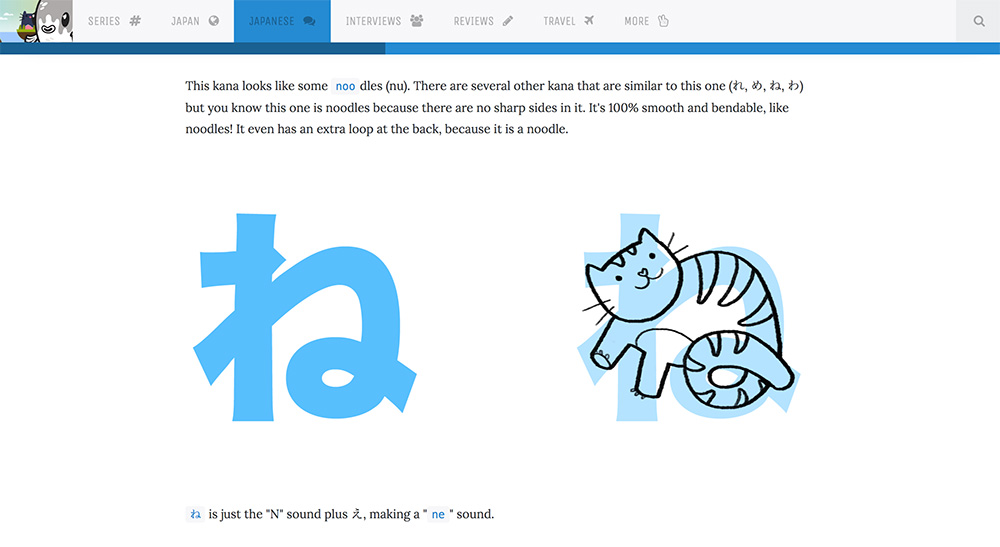 SERIES
JAPAN
JAPANESE
INTERVIEWS
REVIEWS
TRAVEL
MORE
This kana looks like some noo dles (nu). There are several other kana that are similar to this one (れ, め, ね, わ)
but you know this one is noodles because there are no sharp sides in it. It's 100% smooth and bendable, like
noodles! It even has an extra loop at the back, because it is a noodle.
ね
ね
ね is just the "N" sound plus え, making a " ne " sound.